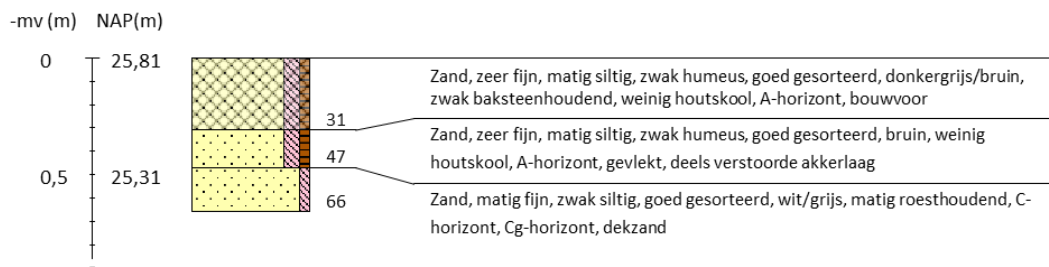 -mv (m) NAP(m)
0 25,81
Zand, zeer fijn, matig siltig, zwak humeus, goed gesorteerd, donkergrijs/bruin,
zwak baksteenhoudend, weinig houtskool, A-horizont, bouwvoor
31
Zand, zeer fijn, matig siltig, zwak humeus, goed gesorteerd, bruin, weinig
houtskool, A-horizont, gevlekt, deels verstoorde akkerlaag
47
0,5 25,31
Zand, matig fijn, zwak siltig, goed gesorteerd, wit/grijs, matig roesthoudend, C-
horizont, Cg-horizont, dekzand
66